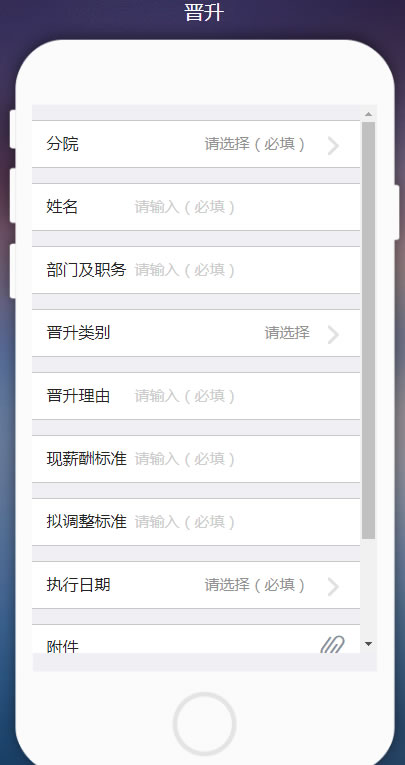 晋升
分院 请选择（必填）
姓名 请输入（必填）
部门及职务 请输入（必填）
晋升类别 请选择
晋升理由 请输入（必填）
现薪酬标准 请输入（必填）
拟调整标准 请输入（必填）
执行日期 请选择（必填）
附件